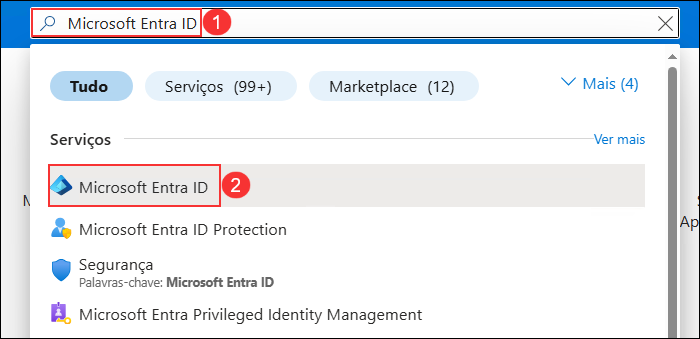 Microsoft Entra ID 1
Tudo Serviços (99+) Marketplace (12) Mais (4)
Serviços Ver mais
Microsoft Entra ID 2
Microsoft Entra ID Protection
Segurança
Palavras-chave: Microsoft Entra ID
Microsoft Entra Privileged Identity Management